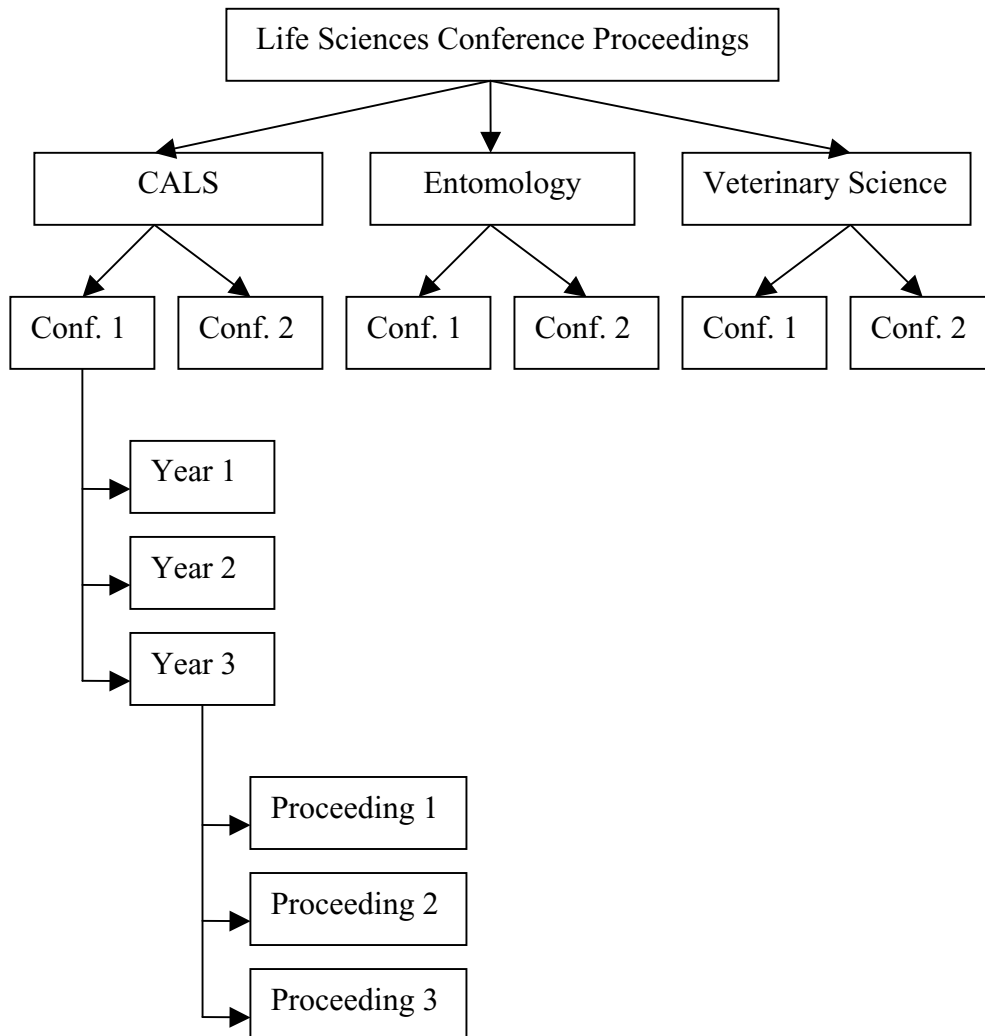 Life Sciences Conference Proceedings
CALS
Entomology
Veterinary Science
Conf. 1
Conf. 2
Conf. 1
Conf. 2
Conf. 1
Conf. 2
Year 1
Year 2
Year 3
Proceeding 1
Proceeding 2
Proceeding 3